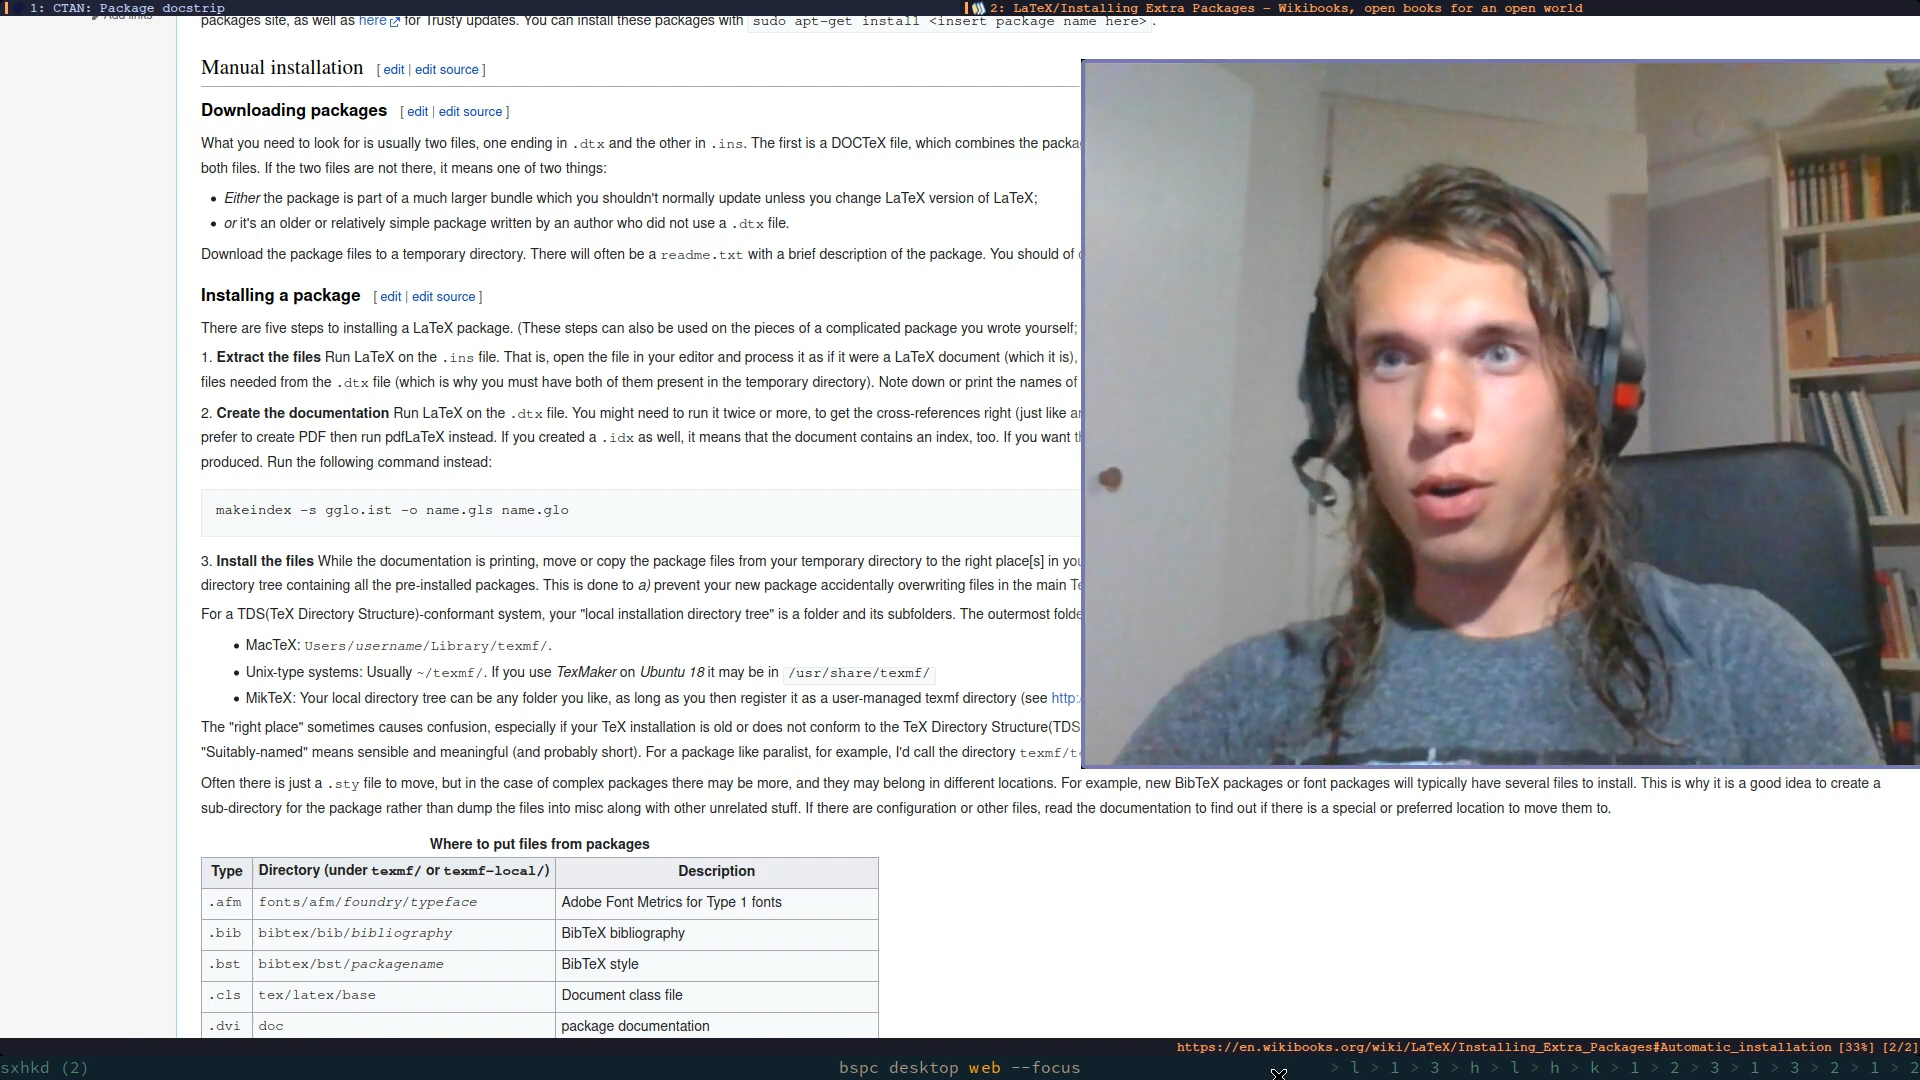 1: CTAN: Package docstrip
2: LaTeX/Installing Extra Packages - Wikibooks, open books for an open world
packages site, as well as here for Trusty updates. You can install these packages with sudo apt-get install <insert package name here> .
Manual installation [ edit | edit source ]
Downloading packages [ edit | edit source ]
What you need to look for is usually two files, one ending in .dtx and the other in .ins. The first is a DOCTeX file, which combines the
both files. If the two files are not there, it means one of two things:
• Either the package is part of a much larger bundle which you shouldn't normally update unless you change LaTeX version of LaTeX;
• or it's an older or relatively simple package written by an author who did not use a .dtx file.
Download the package files to a temporary directory. There will often be a readme.txt with a brief description of the package. You should of
Installing a package [ edit | edit source ]
There are five steps to installing a LaTeX package. (These steps can also be used on the pieces of a complicated package you wrote yourself;
1. Extract the files Run LaTeX on the .ins file. That is, open the file in your editor and process it as if it were a LaTeX document (which it is),
files needed from the .dtx file (which is why you must have both of them present in the temporary directory). Note down or print the names of
2. Create the documentation Run LaTeX on the .dtx file. You might need to run it twice or more, to get the cross-references right (just like
prefer to create PDF then run pdfLaTeX instead. If you created a .idx as well, it means that the document contains an index, too. If you want
produced. Run the following command instead:
makeindex -s gglo.ist -o name.gls name.glo
3. Install the files While the documentation is printing, move or copy the package files from your temporary directory to the right place[s] in
directory tree containing all the pre-installed packages. This is done to a) prevent your new package accidentally overwriting files in the main
For a TDS(TeX Directory Structure)-conformant system, your "local installation directory tree" is a folder and its subfolders. The outermost
• MacTeX: Users/username/Library/texmf/.
• Unix-type systems: Usually ~/texmf/. If you use TexMaker on Ubuntu 18 it may be in /usr/share/texmf/
• MikTeX: Your local directory tree can be any folder you like, as long as you then register it as a user-managed texmf directory (see http:
The "right place" sometimes causes confusion, especially if your TeX installation is old or does not conform to the TeX Directory Structure(TDS
"Suitably-named" means sensible and meaningful (and probably short). For a package like paralist, for example, I'd call the directory texmf/
Often there is just a .sty file to move, but in the case of complex packages there may be more, and they may belong in different locations. For example, new BibTeX packages or font packages will typically have several files to install. This is why it is a good idea to create a
sub-directory for the package rather than dump the files into misc along with other unrelated stuff. If there are configuration or other files, read the documentation to find out if there is a special or preferred location to move them to.
Where to put files from packages
Type Directory (under texmf/ or texmf-local/) Description
.afm fonts/afm/foundry/typeface Adobe Font Metrics for Type 1 fonts
.bib bibtex/bib/bibliography BibTeX bibliography
.bst bibtex/bst/packagename BibTeX style
.cls tex/latex/base Document class file
.dvi doc package documentation
https://en.wikibooks.org/wiki/LaTeX/Installing_Extra_Packages#Automatic_installation [33%] [2/2]
sxhkd (2) bspc desktop web --focus > l > 1 > 3 > h > l > h > k > 1 > 2 > 3 > 1 > 3 > 2 > 1 > 2